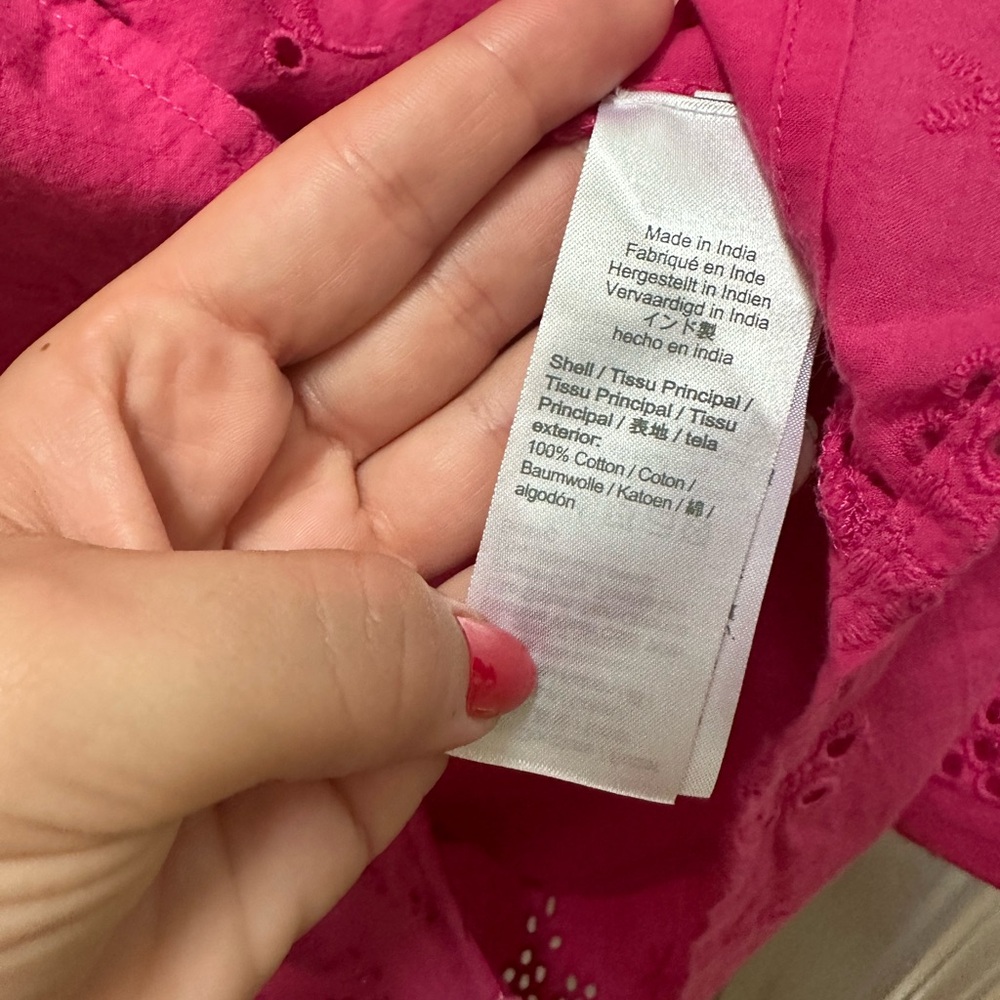 Made in India
Fabriqué en Inde
Hergestellt in Indien
Vervaardigd in India
インド製
hecho en india
Shell / Tissu Principal /
Tissu Principal / Tissu
Principal / 表地 / tela
exterior:
100% Cotton / Coton /
Baumwolle / Katoen / 綿 /
algodón